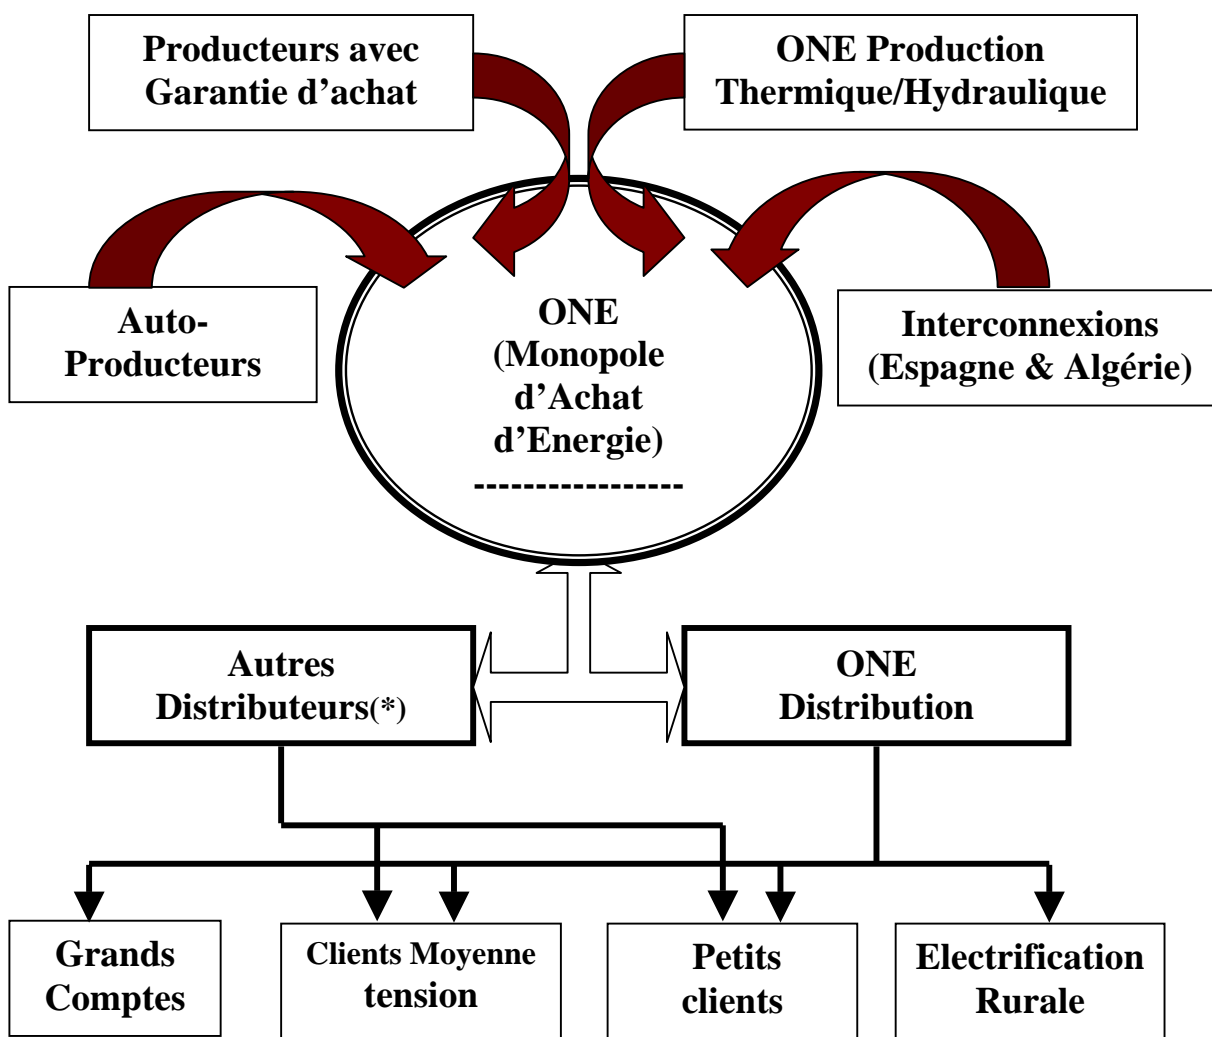 Producteurs avec
Garantie d’achat
ONE Production
Thermique/Hydraulique
Auto-
Producteurs
ONE
(Monopole
d’Achat
d’Energie)
-----------------
Interconnexions
(Espagne & Algérie)
Autres
Distributeurs(*)
ONE
Distribution
Grands
Comptes
Clients Moyenne
tension
Petits
clients
Electrification
Rurale